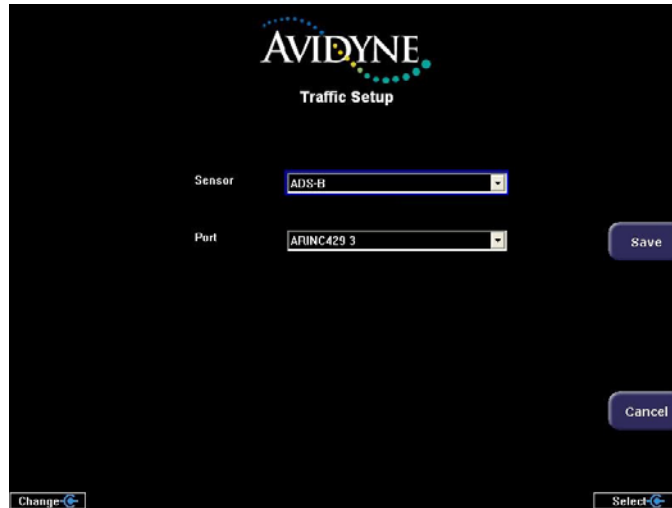 AVIDYNE
Traffic Setup
Sensor
ADS-B
Port
ARINC429 3
Save
Cancel
Change
Select